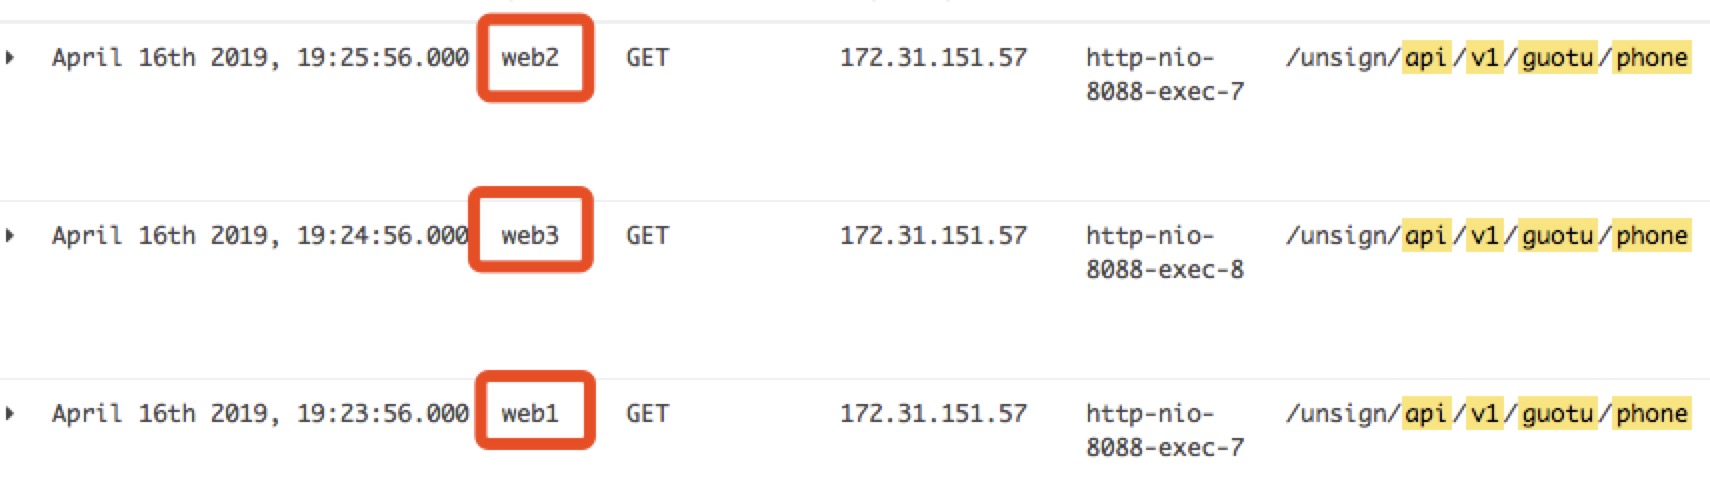 April 16th 2019, 19:25:56.000 web2 GET 172.31.151.57 http-nio- /unsign/api/v1/guotu/phone
8088-exec-7
April 16th 2019, 19:24:56.000 web3 GET 172.31.151.57 http-nio- /unsign/api/v1/guotu/phone
8088-exec-8
April 16th 2019, 19:23:56.000 web1 GET 172.31.151.57 http-nio- /unsign/api/v1/guotu/phone
8088-exec-7